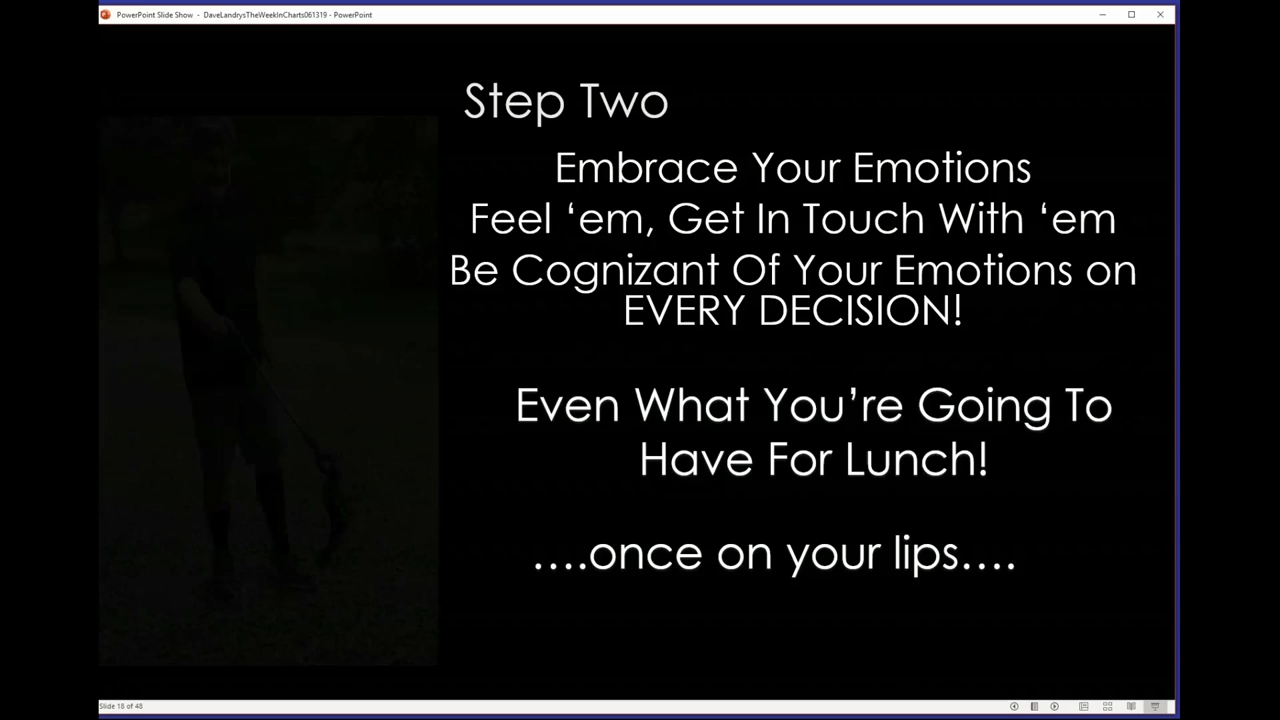 PowerPoint Slide Show - DaveLandrysTheWeekInCharts061319 - PowerPoint
Step Two
Embrace Your Emotions
Feel ‘em, Get In Touch With ‘em
Be Cognizant Of Your Emotions on
EVERY DECISION!
Even What You’re Going To
Have For Lunch!
….once on your lips….
Slide 18 of 48